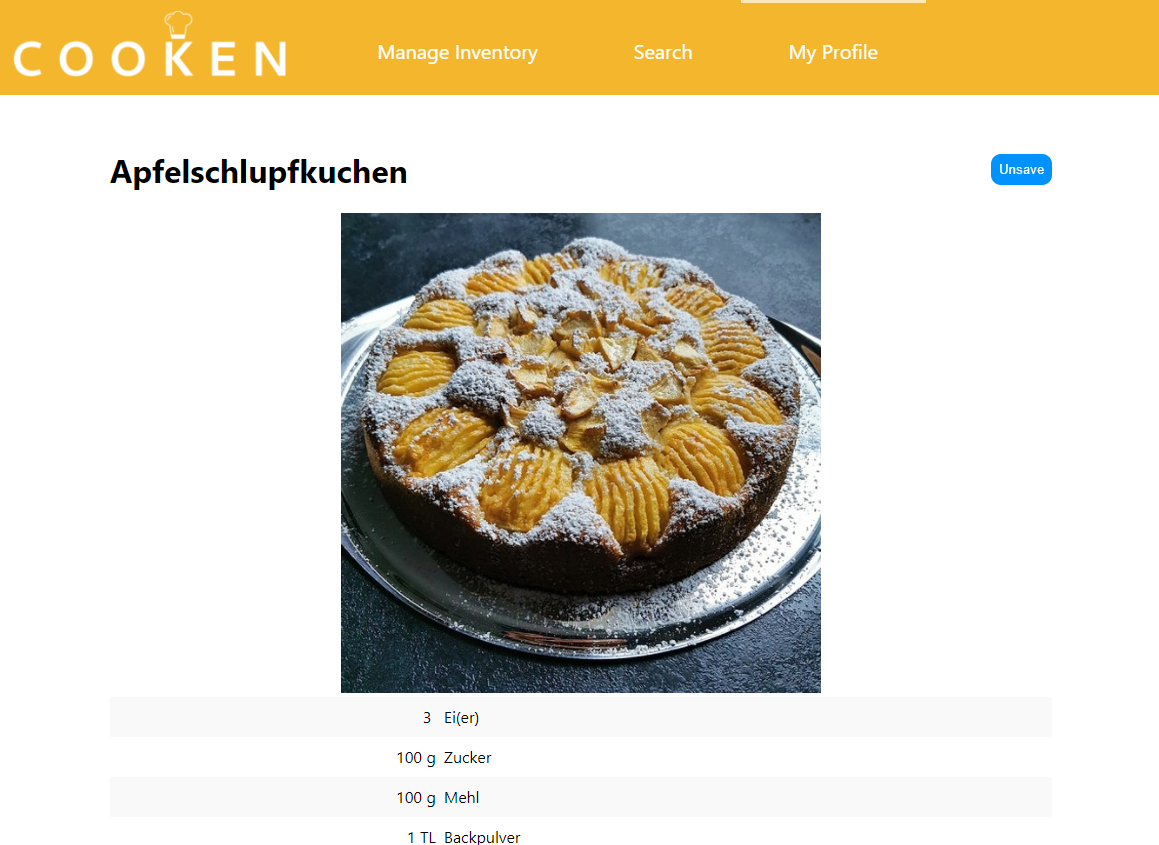 COOKEN
Manage Inventory
Search
My Profile
Apfelschlupfkuchen
Unsave
3 Ei(er)
100 g Zucker
100 g Mehl
1 TL Backpulver